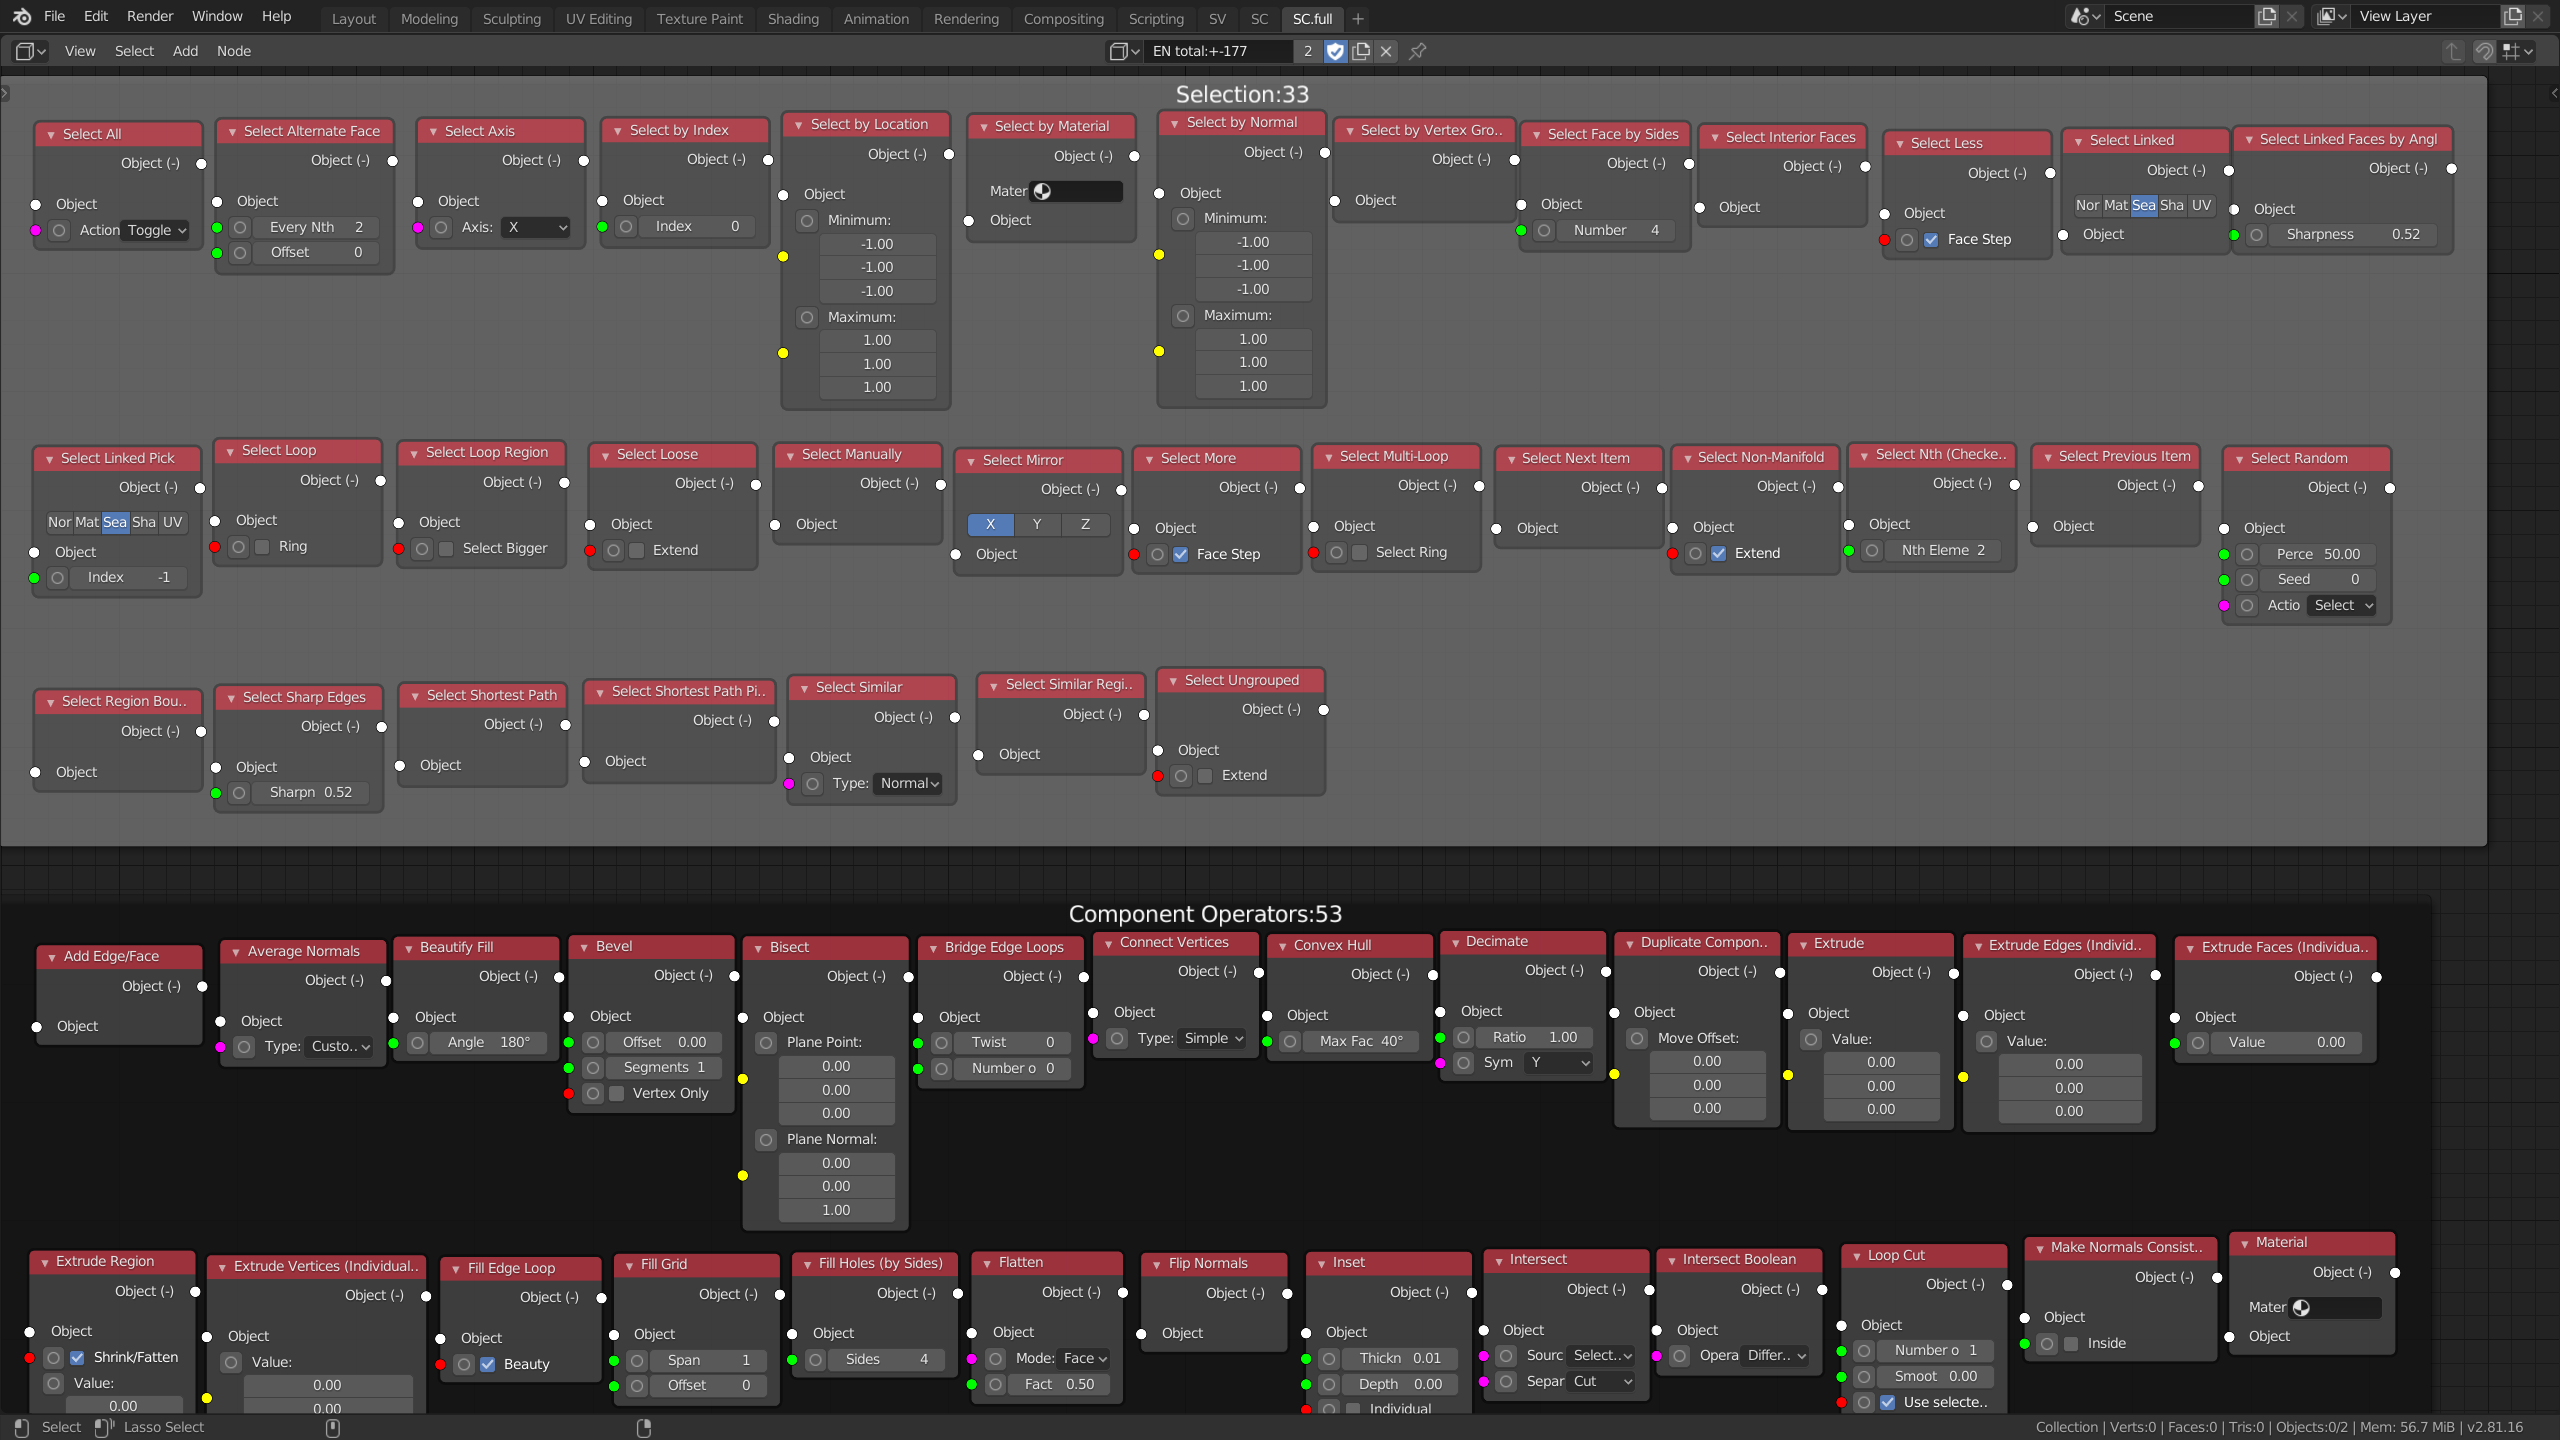 File Edit Render Window Help Layout Modeling Sculpting UV Editing Texture Paint Shading Animation Rendering Compositing Scripting SV SC SC.full + Scene View Layer
View Select Add Node EN total:+-177 2
Selection:33
Select All Select Alternate Face Select Axis Select by Index Select by Location Select by Material Select by Normal Select by Vertex Gro.. Select Face by Sides Select Interior Faces Select Less Select Linked Select Linked Faces by Angl
Object (-) Object (-) Object (-) Object (-) Object (-) Object (-) Object (-) Object (-) Object (-) Object (-) Object (-) Object (-) Object (-)
Object Object Object Object Object Mater Object Object Object Object Object Nor Mat Sea Sha UV Object
Action Toggle Every Nth 2 Axis: X Index 0 Minimum: Object Minimum: Number 4 Face Step Object Sharpness 0.52
Offset 0 -1.00 -1.00
-1.00 -1.00
-1.00 -1.00
Maximum: Maximum:
1.00 1.00
1.00 1.00
1.00 1.00
Select Linked Pick Select Loop Select Loop Region Select Loose Select Manually Select Mirror Select More Select Multi-Loop Select Next Item Select Non-Manifold Select Nth (Checke.. Select Previous Item Select Random
Object (-) Object (-) Object (-) Object (-) Object (-) Object (-) Object (-) Object (-) Object (-) Object (-) Object (-) Object (-) Object (-)
Nor Mat Sea Sha UV Object Object Object Object X Y Z Object Object Object Object Object Object Object
Object Ring Select Bigger Extend Object Face Step Select Ring Extend Nth Eleme 2 Perce 50.00
Index -1 Seed 0
Actio Select
Select Region Bou.. Select Sharp Edges Select Shortest Path Select Shortest Path Pi.. Select Similar Select Similar Regi.. Select Ungrouped
Object (-) Object (-) Object (-) Object (-) Object (-) Object (-) Object (-)
Object Object Object Object Object Object Object
Sharpn 0.52 Type: Normal Extend
Component Operators:53
Add Edge/Face Average Normals Beautify Fill Bevel Bisect Bridge Edge Loops Connect Vertices Convex Hull Decimate Duplicate Compon.. Extrude Extrude Edges (Individ.. Extrude Faces (Individua..
Object (-) Object (-) Object (-) Object (-) Object (-) Object (-) Object (-) Object (-) Object (-) Object (-) Object (-) Object (-) Object (-)
Object Object Object Object Object Object Object Object Object Object Object Object Object
Type: Custo.. Angle 180° Offset 0.00 Plane Point: Twist 0 Type: Simple Max Fac 40° Ratio 1.00 Move Offset: Value: Value: Value 0.00
Segments 1 0.00 Number o 0 Sym Y 0.00 0.00 0.00
Vertex Only 0.00 0.00 0.00 0.00
0.00 0.00 0.00 0.00
Plane Normal:
0.00
0.00
1.00
Extrude Region Extrude Vertices (Individual.. Fill Edge Loop Fill Grid Fill Holes (by Sides) Flatten Flip Normals Inset Intersect Intersect Boolean Loop Cut Make Normals Consist.. Material
Object (-) Object (-) Object (-) Object (-) Object (-) Object (-) Object (-) Object (-) Object (-) Object (-) Object (-) Object (-) Object (-)
Object Object Object Object Object Object Object Object Object Object Object Object Mater
Shrink/Fatten Value: Beauty Span 1 Sides 4 Mode: Face Thickn 0.01 Sourc Select.. Opera Differ.. Number o 1 Inside Object
Value: 0.00 Offset 0 Fact 0.50 Depth 0.00 Separ Cut Smoot 0.00
0.00 0.00 Individual Use selecte..
Select Lasso Select Collection | Verts:0 | Faces:0 | Tris:0 | Objects:0/2 | Mem: 56.7 MiB | v2.81.16